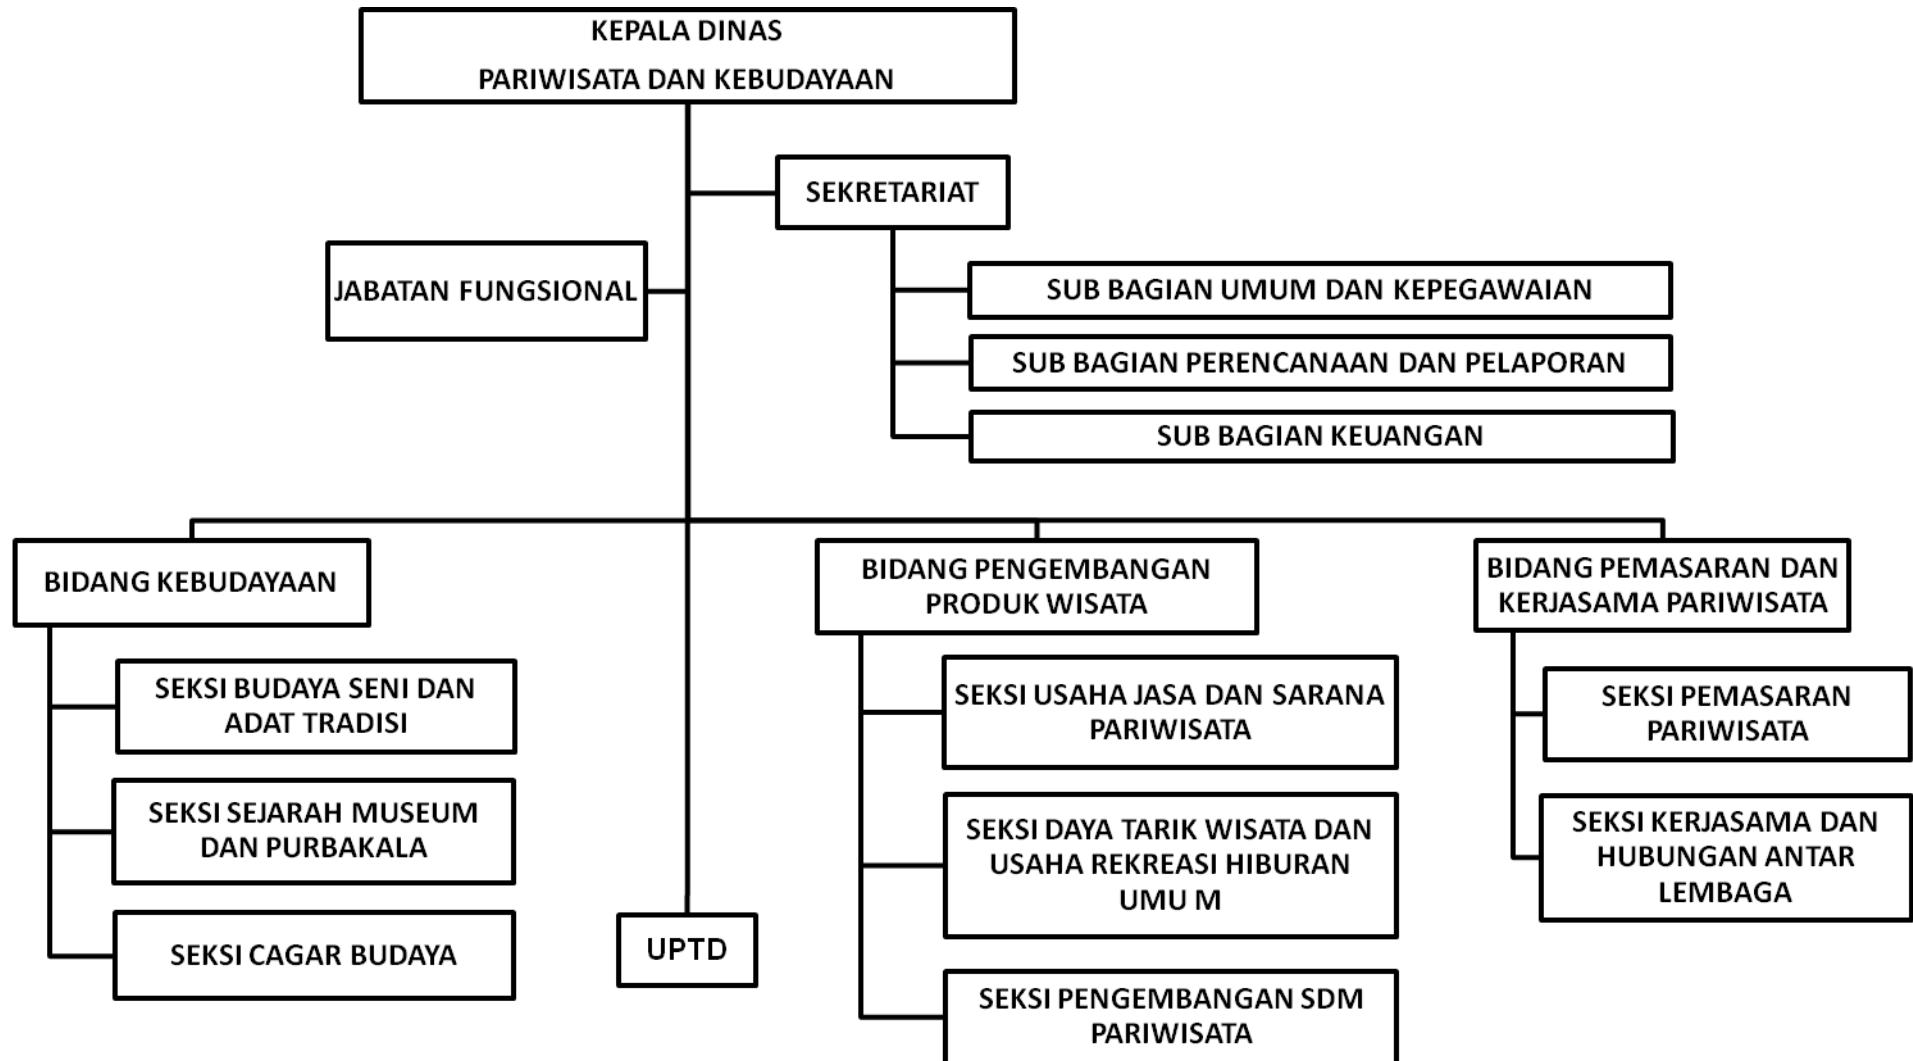 KEPALA DINAS
PARIWISATA DAN KEBUDAYAAN
SEKRETARIAT
JABATAN FUNGSIONAL
SUB BAGIAN UMUM DAN KEPEGAWAIAN
SUB BAGIAN PERENCANAAN DAN PELAPORAN
SUB BAGIAN KEUANGAN
BIDANG KEBUDAYAAN
SEKSI BUDAYA SENI DAN
ADAT TRADISI
SEKSI SEJARAH MUSEUM
DAN PURBAKALA
SEKSI CAGAR BUDAYA
UPTD
BIDANG PENGEMBANGAN
PRODUK WISATA
SEKSI USAHA JASA DAN SARANA
PARIWISATA
SEKSI DAYA TARIK WISATA DAN
USAHA REKREASI HIBURAN
UMU M
SEKSI PENGEMBANGAN SDM
PARIWISATA
BIDANG PEMASARAN DAN
KERJASAMA PARIWISATA
SEKSI PEMASARAN
PARIWISATA
SEKSI KERJASAMA DAN
HUBUNGAN ANTAR
LEMBAGA